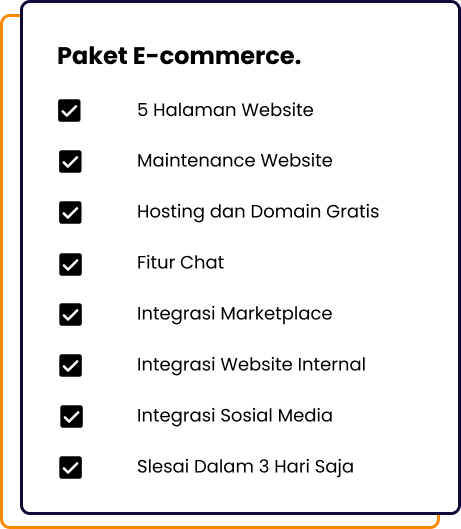 Paket E-commerce.
5 Halaman Website
Maintenance Website
Hosting dan Domain Gratis
Fitur Chat
Integrasi Marketplace
Integrasi Website Internal
Integrasi Sosial Media
Slesai Dalam 3 Hari Saja